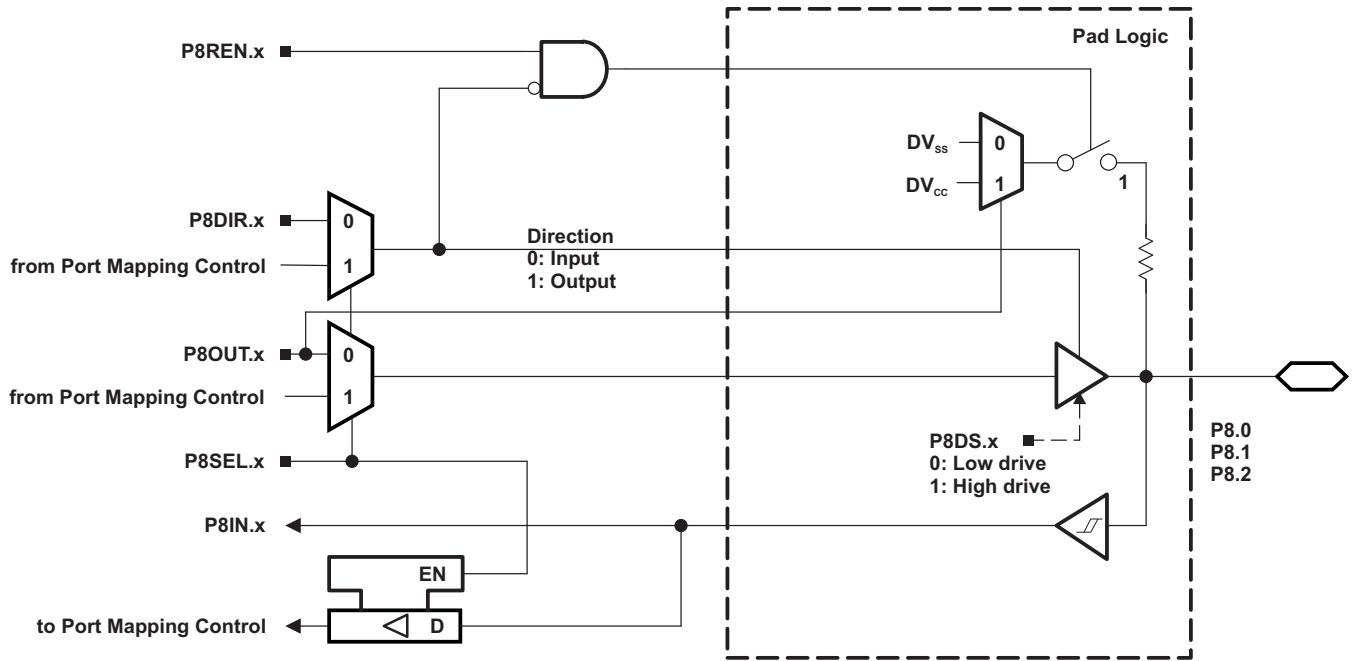 Pad Logic
P8REN.x
DVss
0
DVcc
1
1
P8DIR.x
0
from Port Mapping Control
1
Direction
0: Input
1: Output
P8OUT.x
0
from Port Mapping Control
1
P8DS.x
0: Low drive
1: High drive
P8.0
P8.1
P8.2
P8SEL.x
P8IN.x
EN
to Port Mapping Control
D